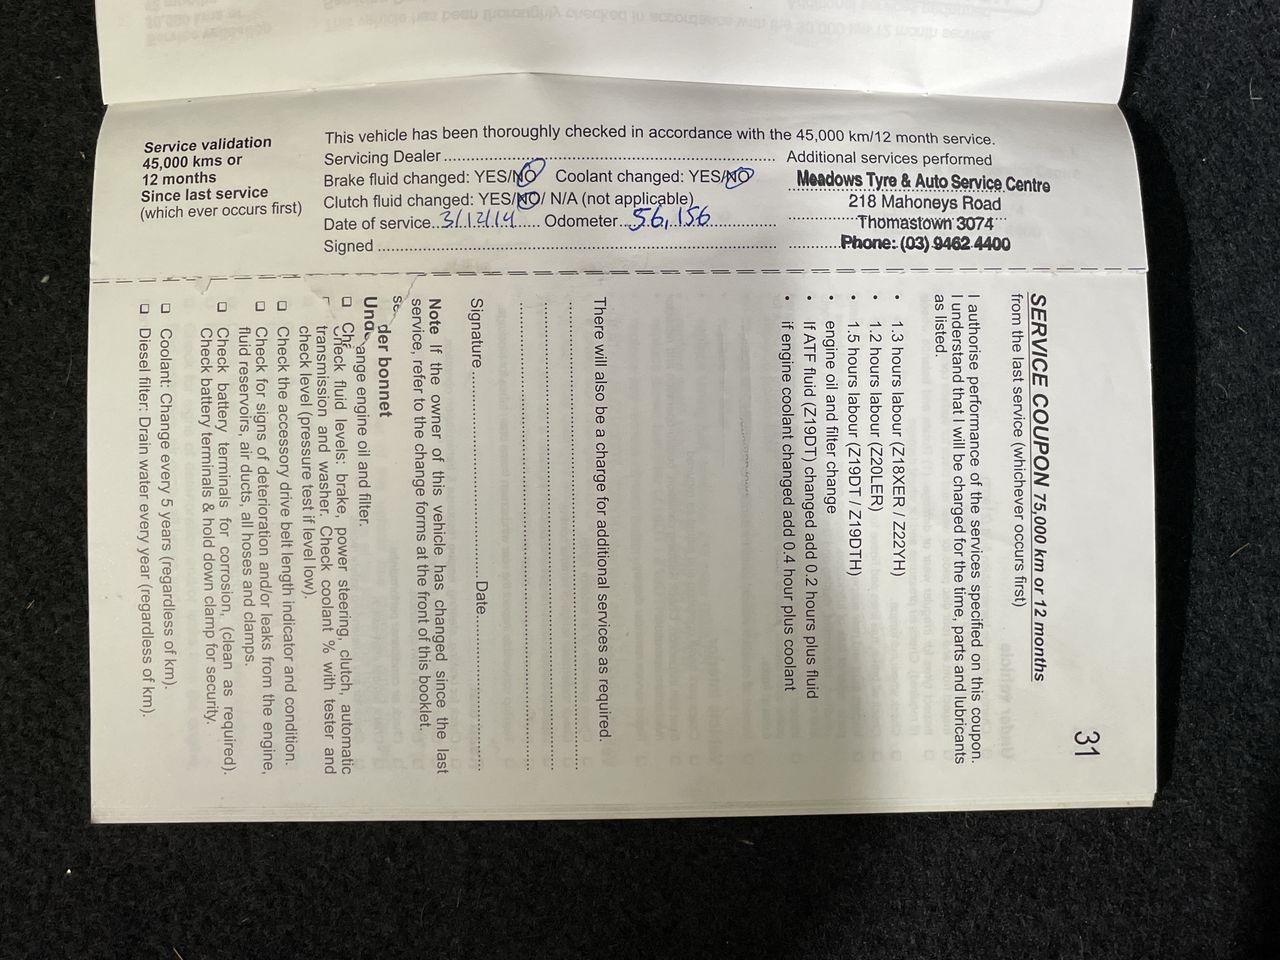 Service validation
45,000 kms or
12 months
Since last service
(which ever occurs first)
This vehicle has been thoroughly checked in accordance with the 45,000 km/12 month service.
Servicing Dealer
Brake fluid changed: YES/NO Coolant changed: YES/NO
Clutch fluid changed: YES/NO/ N/A (not applicable)
Date of service..3/12/14..... Odometer...56,156
Signed
Additional services performed
Meadows Tyre & Auto Service Centre
218 Mahoneys Road
Thomastown 3074
Phone: (03) 9462 4400
31
SERVICE COUPON 75,000 km or 12 months
from the last service (whichever occurs first)
I authorise performance of the services specified on this coupon.
I understand that I will be charged for the time, parts and lubricants
as listed.
• 1.3 hours labour (Z18XER / Z22YH)
• 1.2 hours labour (Z20LER)
• 1.5 hours labour (Z19DT / Z19DTH)
• engine oil and filter change
• If ATF fluid (Z19DT) changed add 0.2 hours plus fluid
• if engine coolant changed add 0.4 hour plus coolant
There will also be a charge for additional services as required.
Signature ........ Date
Note If the owner of this vehicle has changed since the last
service, refer to the change forms at the front of this booklet.
der bonnet
Und
ange engine oil and filter.
Check fluid levels: brake, power steering, clutch, automatic
transmission and washer. Check coolant % with tester and
check level (pressure test if level low).
Check the accessory drive belt length indicator and condition.
Check for signs of deterioration and/or leaks from the engine,
fluid reservoirs, air ducts, all hoses and clamps.
Check battery terminals for corrosion, (clean as required).
Check battery terminals & hold down clamp for security.
Coolant: Change every 5 years (regardless of km).
Diesel filter: Drain water every year (regardless of km).